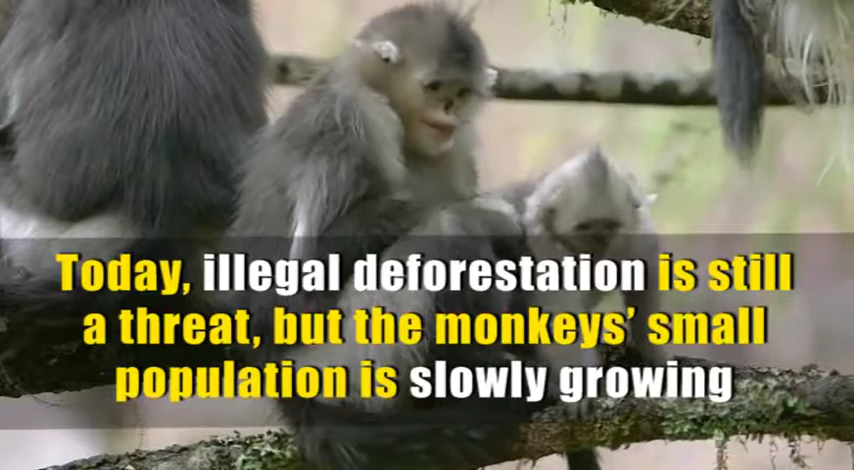 Today, illegal deforestation is still
a threat, but the monkeys’ small
population is slowly growing